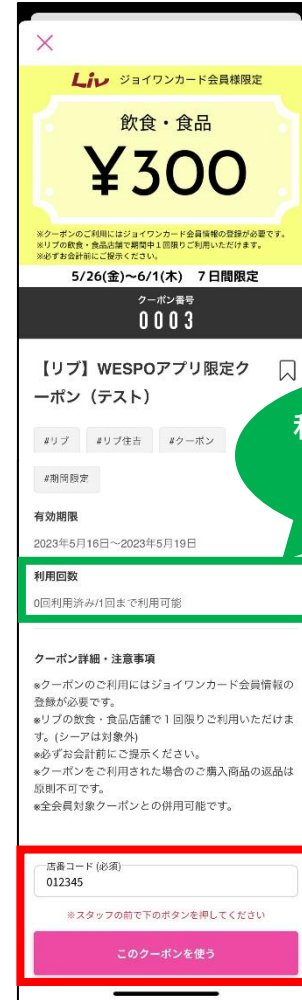 Liv ジョイワンカード会員様限定
飲食・食品
¥300
※クーポンのご利用にはジョイワンカード会員情報の登録が必要です。
※リブの飲食・食品店舗で期間中1回限りご利用いただけます。
※必ずお会計前にご提示ください。
5/26(金)～6/1(木) 7日間限定
クーポン番号
0003
【リブ】WESPOアプリ限定ク
ーポン（テスト）
#リブ #リブ住吉 #クーポン
#期間限定
有効期限
2023年5月16日～2023年5月19日
利用回数
0回利用済み/1回まで利用可能
クーポン詳細・注意事項
※クーポンのご利用にはジョイワンカード会員情報の
登録が必要です。
※リブの飲食・食品店舗で1回限りご利用いただけま
す。(シーアは対象外)
※必ずお会計前にご提示ください。
※クーポンをご利用された場合のご購入商品の返品は
原則不可です。
※全会員対象クーポンとの併用可能です。
店番コード (必須)
012345
※スタッフの前で下のボタンを押してください
このクーポンを使う